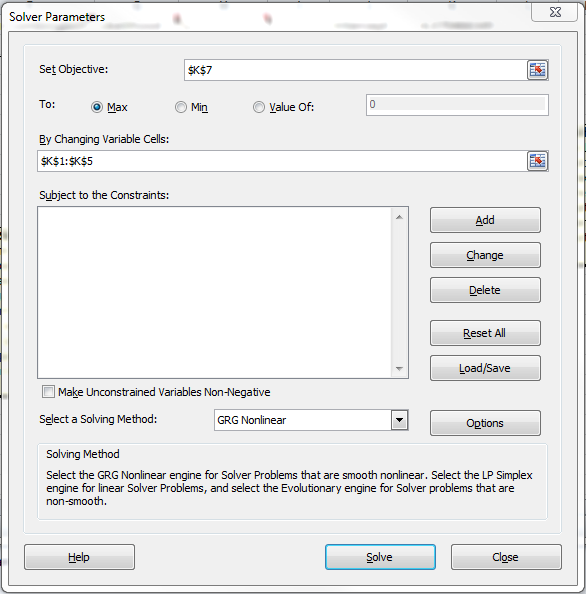 Solver Parameters
Set Objective: $K$7
To: Max Min Value Of: 0
By Changing Variable Cells:
$K$1:$K$5
Subject to the Constraints:
Add
Change
Delete
Reset All
Load/Save
Make Unconstrained Variables Non-Negative
Select a Solving Method: GRG Nonlinear Options
Solving Method
Select the GRG Nonlinear engine for Solver Problems that are smooth nonlinear. Select the LP Simplex
engine for linear Solver Problems, and select the Evolutionary engine for Solver problems that are
non-smooth.
Help Solve Close